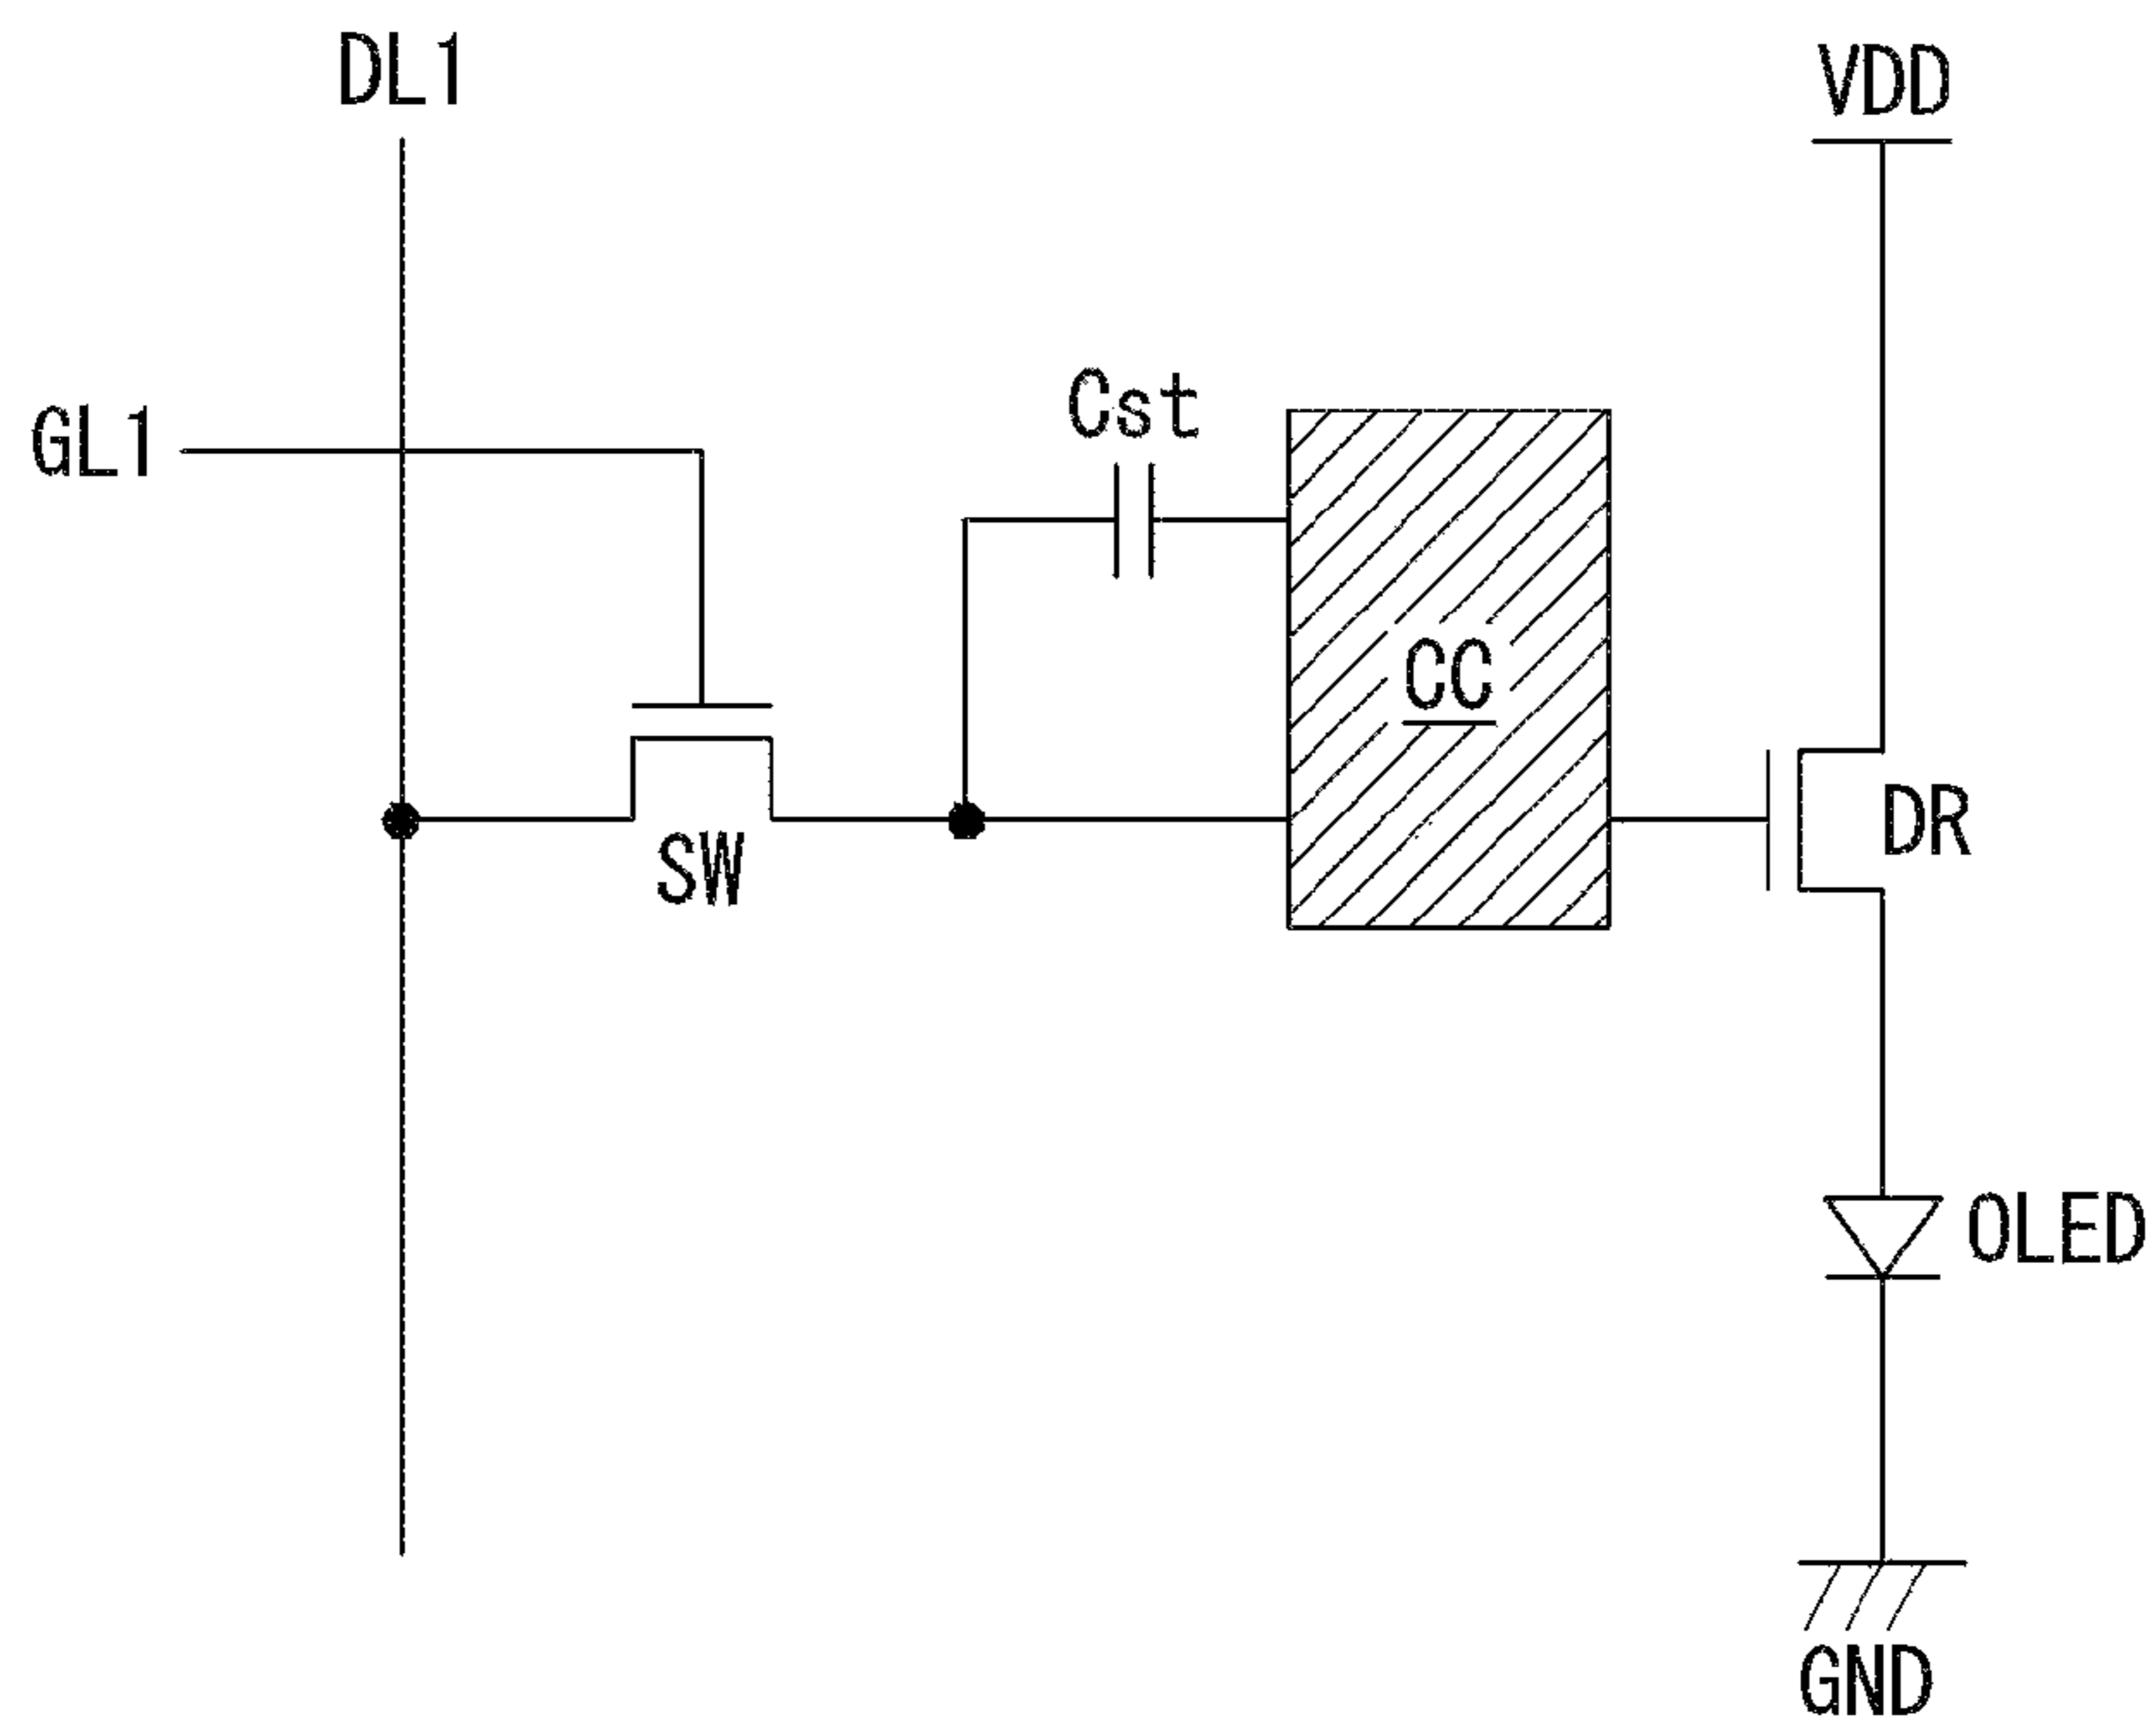 DL1
VDD
GL1
Cst
CC
DR
SW
OLED
GND